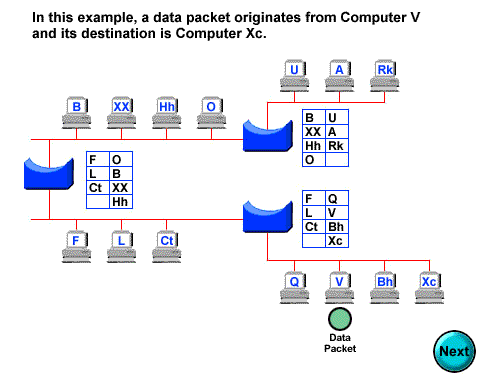 In this example, a data packet originates from Computer V
and its destination is Computer Xc.
U A Rk
B XX Hh O
B U
XX A
Hh Rk
O
F O
L B
Ct XX
Hh
F Q
L V
Ct Bh
Xc
F L Ct
Q V Bh Xc
Data
Packet
Next